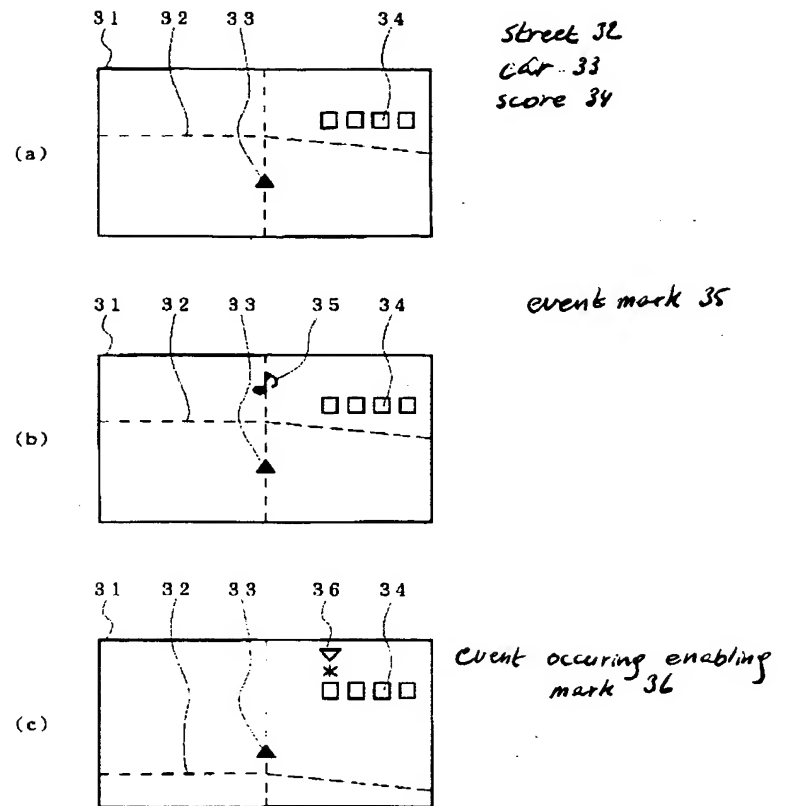 31 32 33 34
street 32
car 33
score 34
(a)
31 32 33 35 34
event mark 35
(b)
31 32 33 36 34
event occuring enabling
mark 36
(c)